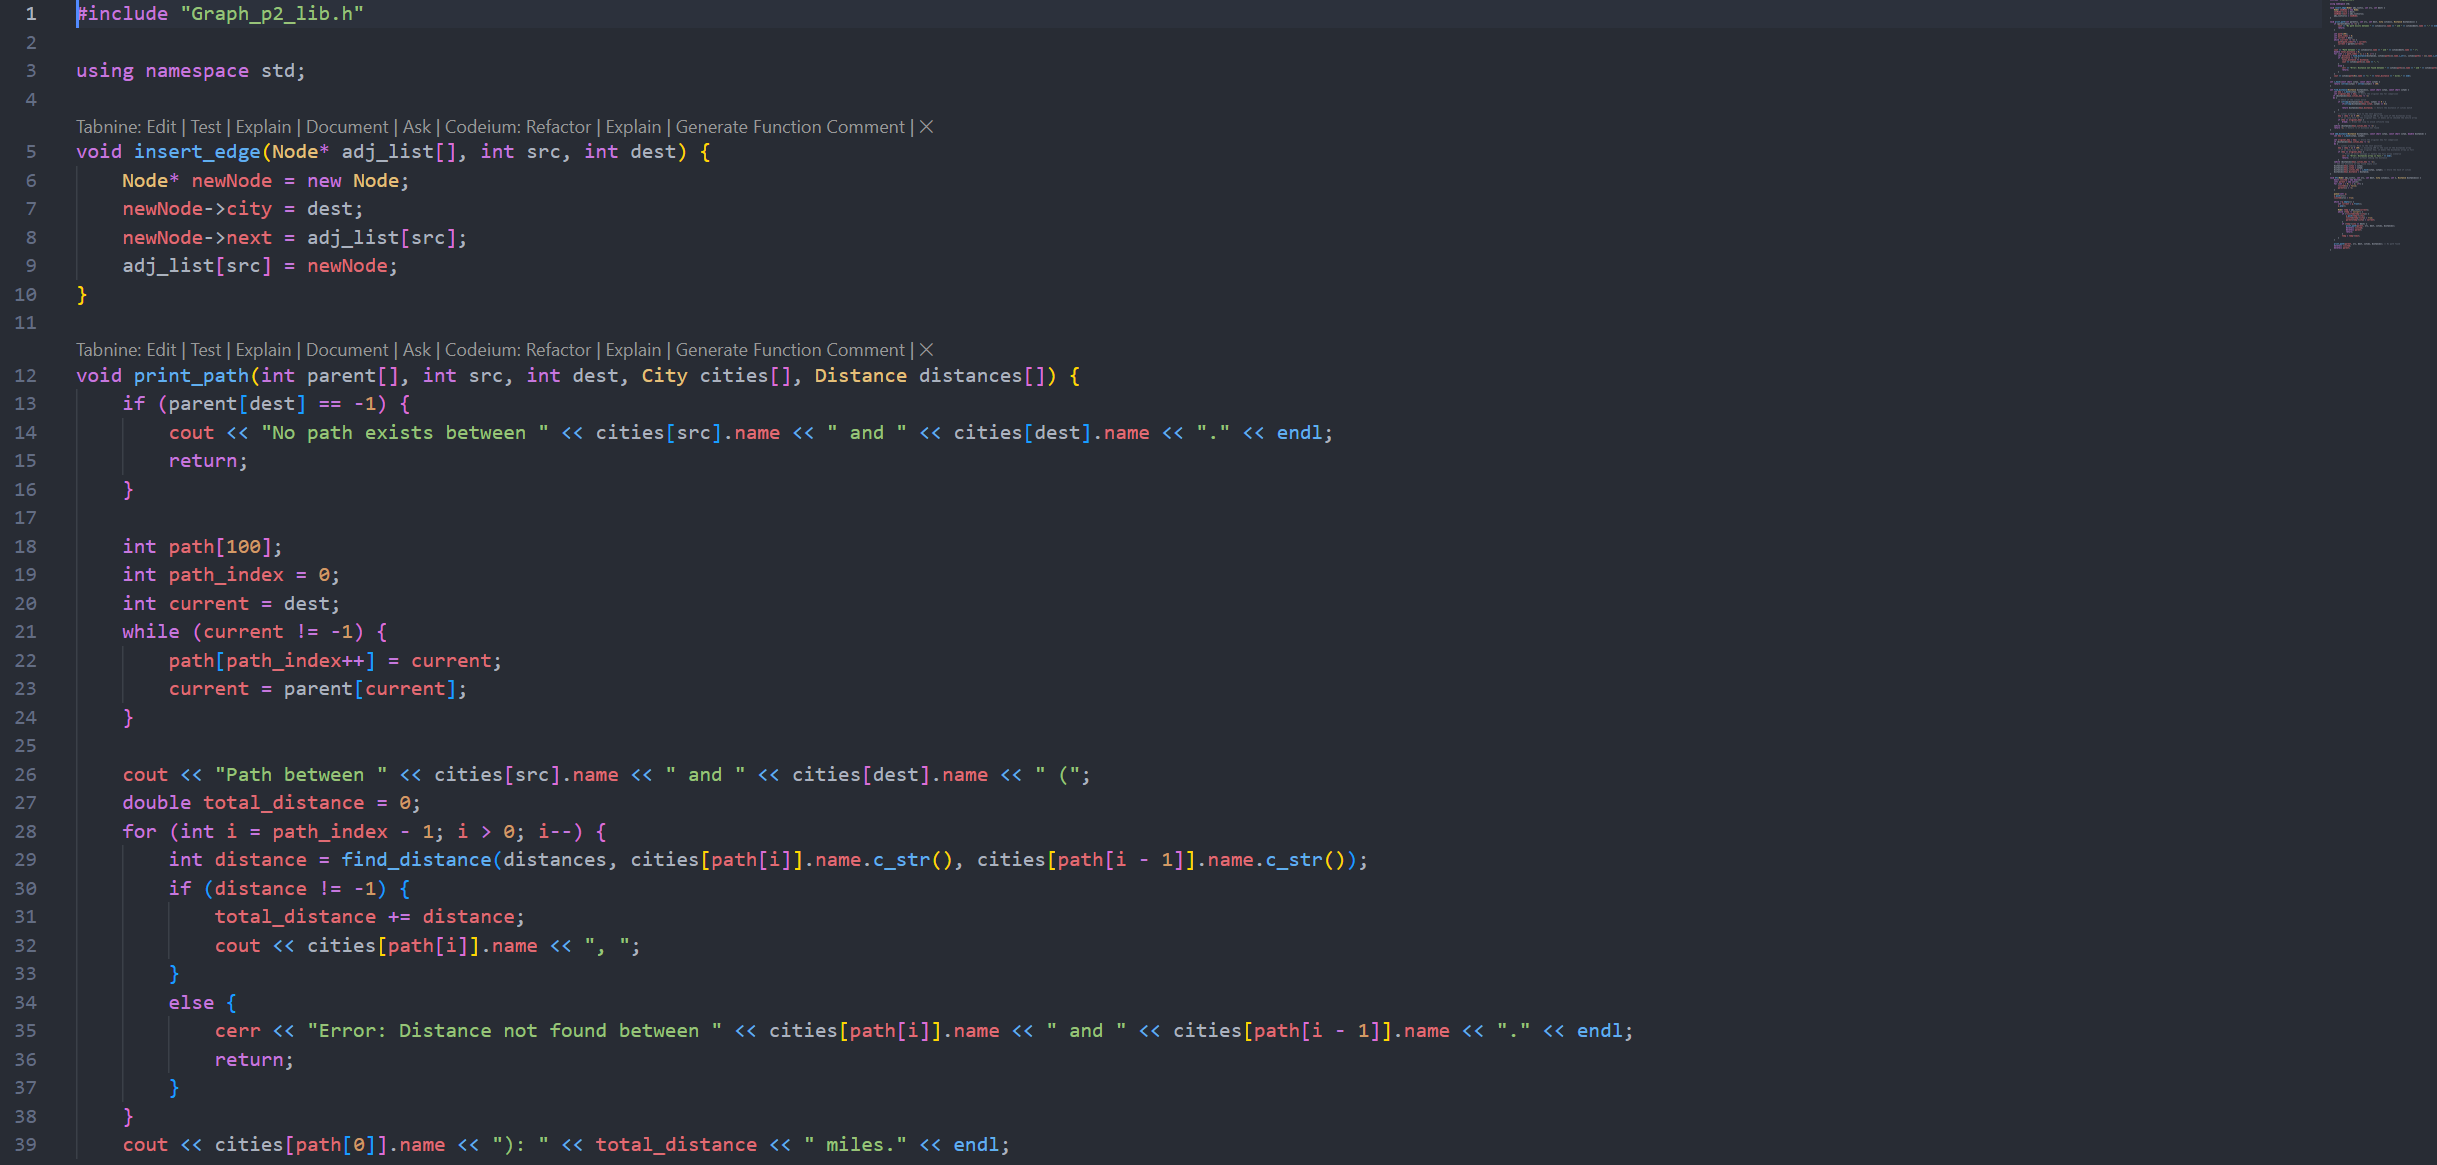 1 #include "Graph_p2_lib.h"
2
3 using namespace std;
4
Tabnine: Edit | Test | Explain | Document | Ask | Codeium: Refactor | Explain | Generate Function Comment | ×
5 void insert_edge(Node* adj_list[], int src, int dest) {
6     Node* newNode = new Node;
7     newNode->city = dest;
8     newNode->next = adj_list[src];
9     adj_list[src] = newNode;
10 }
11
Tabnine: Edit | Test | Explain | Document | Ask | Codeium: Refactor | Explain | Generate Function Comment | ×
12 void print_path(int parent[], int src, int dest, City cities[], Distance distances[]) {
13     if (parent[dest] == -1) {
14         cout << "No path exists between " << cities[src].name << " and " << cities[dest].name << "." << endl;
15         return;
16     }
17
18     int path[100];
19     int path_index = 0;
20     int current = dest;
21     while (current != -1) {
22         path[path_index++] = current;
23         current = parent[current];
24     }
25
26     cout << "Path between " << cities[src].name << " and " << cities[dest].name << " (";
27     double total_distance = 0;
28     for (int i = path_index - 1; i > 0; i--) {
29         int distance = find_distance(distances, cities[path[i]].name.c_str(), cities[path[i - 1]].name.c_str());
30         if (distance != -1) {
31             total_distance += distance;
32             cout << cities[path[i]].name << ", ";
33         }
34         else {
35             cerr << "Error: Distance not found between " << cities[path[i]].name << " and " << cities[path[i - 1]].name << "." << endl;
36             return;
37         }
38     }
39     cout << cities[path[0]].name << "): " << total_distance << " miles." << endl;